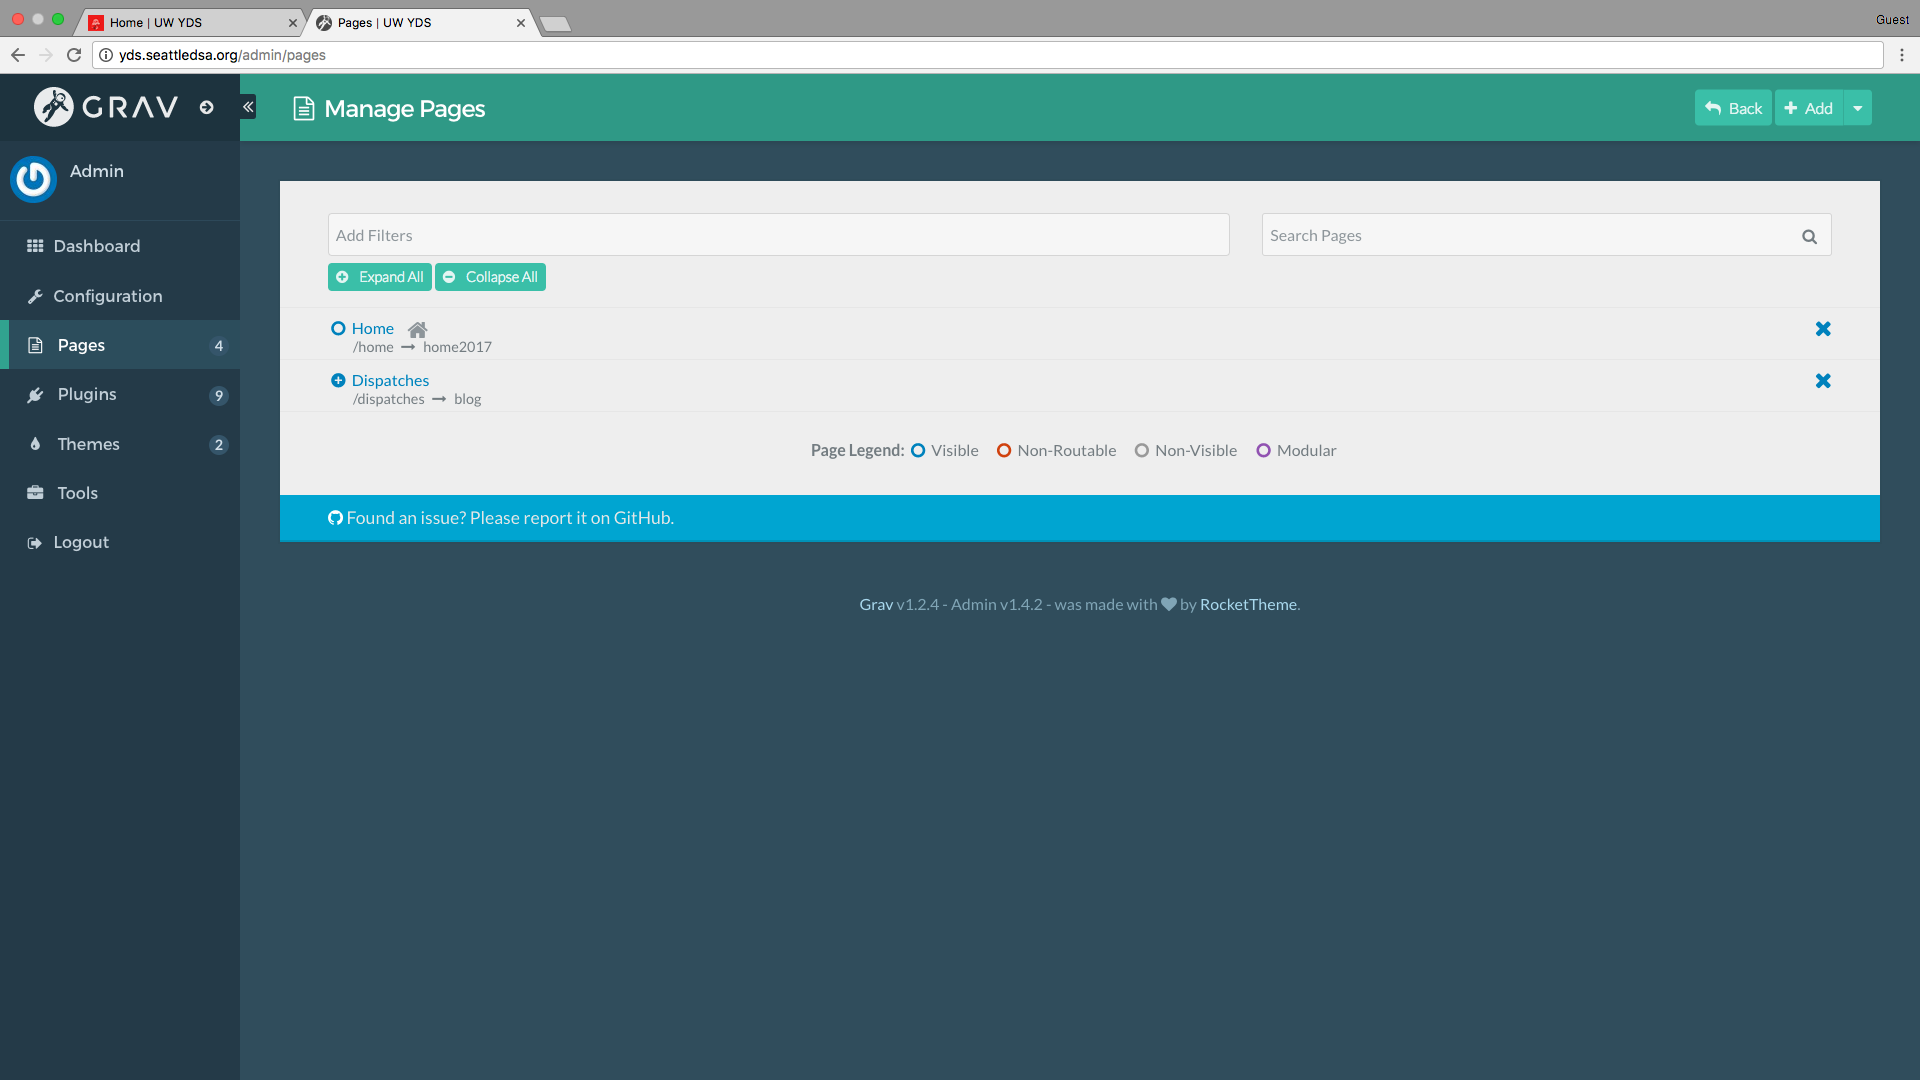 Home | UW YDS
Pages | UW YDS
Guest
yds.seattledsa.org/admin/pages
GRAV
Manage Pages
Back
Add
Admin
Dashboard
Configuration
Pages 4
Plugins 9
Themes 2
Tools
Logout
Add Filters
Search Pages
Expand All
Collapse All
Home
/home → home2017
Dispatches
/dispatches → blog
Page Legend: Visible Non-Routable Non-Visible Modular
Found an issue? Please report it on GitHub.
Grav v1.2.4 - Admin v1.4.2 - was made with ♥ by RocketTheme.